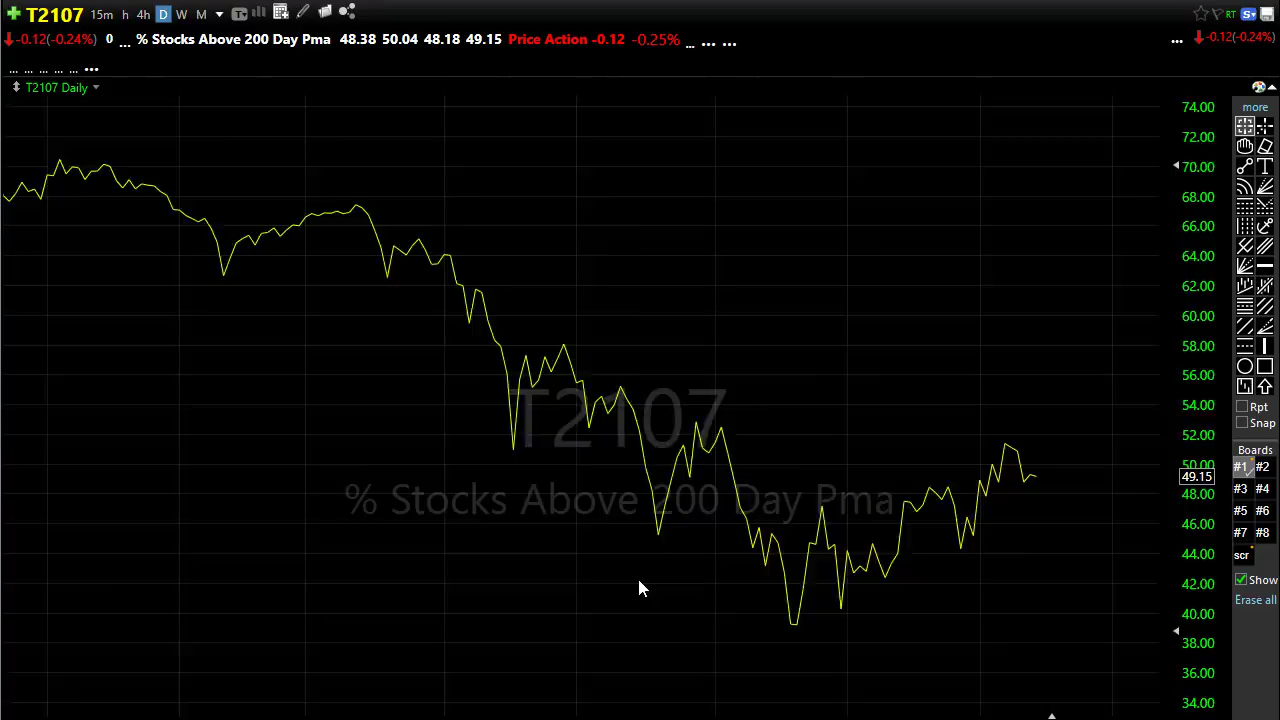 T2107 15m h 4h D W M T RT S
-0.12(-0.24%) 0 ... % Stocks Above 200 Day Pma 48.38 50.04 48.18 49.15 Price Action -0.12 -0.25% ... ... ... ... -0.12(-0.24%)
... ... ... ... ... ...
T2107 Daily
more
74.00
72.00
70.00
68.00
66.00
64.00
62.00
60.00
58.00
56.00
54.00
52.00
50.00
49.15
48.00
46.00
44.00
42.00
40.00
38.00
36.00
34.00
T2107
% Stocks Above 200 Day Pma
T
Rpt
Snap
Boards
#1 #2
#3 #4
#5 #6
#7 #8
scr
Show
Erase all